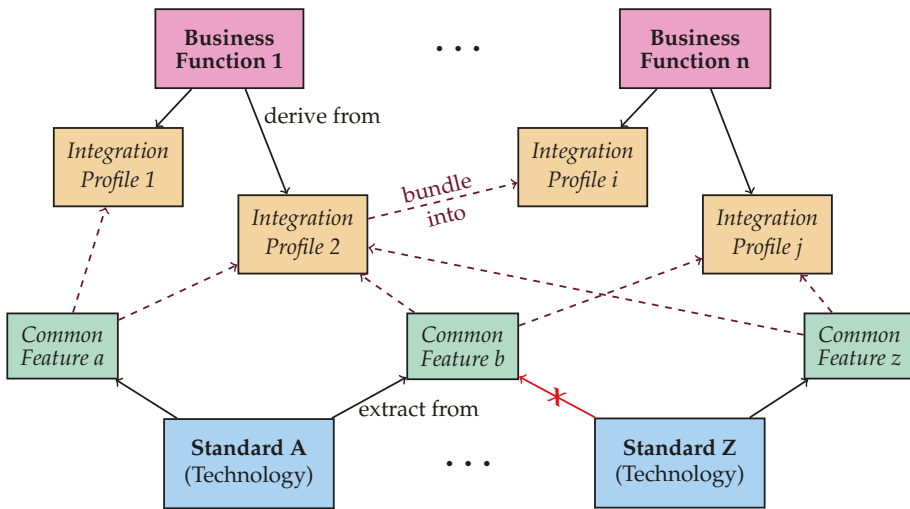 Business
Function 1
. . .
Business
Function n
derive from
Integration
Profile 1
Integration
Profile i
bundle
into
Integration
Profile 2
Integration
Profile j
Common
Feature a
Common
Feature b
Common
Feature z
extract from
Standard A
(Technology)
. . .
Standard Z
(Technology)